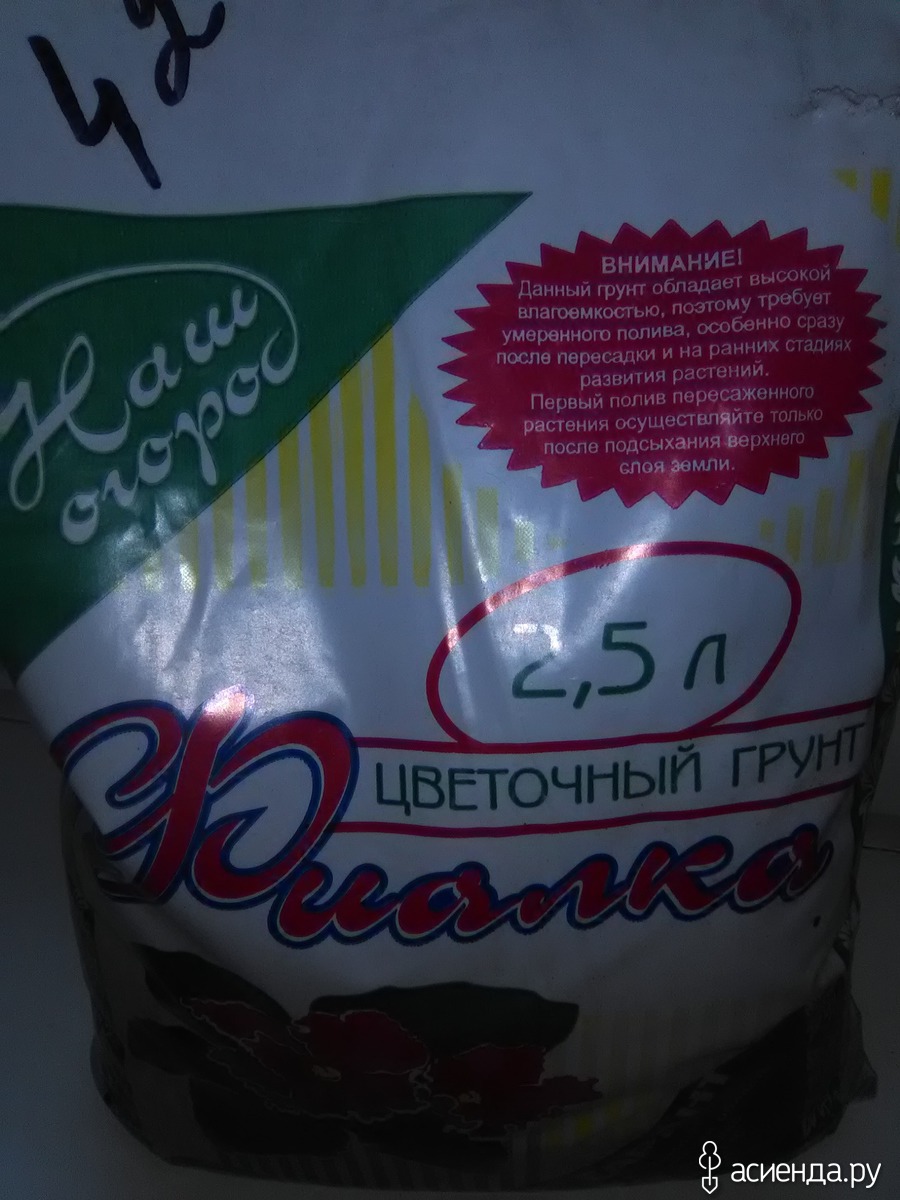 42
Наш
огород
ВНИМАНИЕ!
Данный грунт обладает высокой
влагоемкостью, поэтому требует
умеренного полива, особенно сразу
после пересадки и на ранних стадиях
развития растений.
Первый полив пересаженного
растения осуществляйте только
после подсыхания верхнего
слоя земли.
2,5 л
ЦВЕТОЧНЫЙ ГРУНТ
Фиалка
асиенда.ру